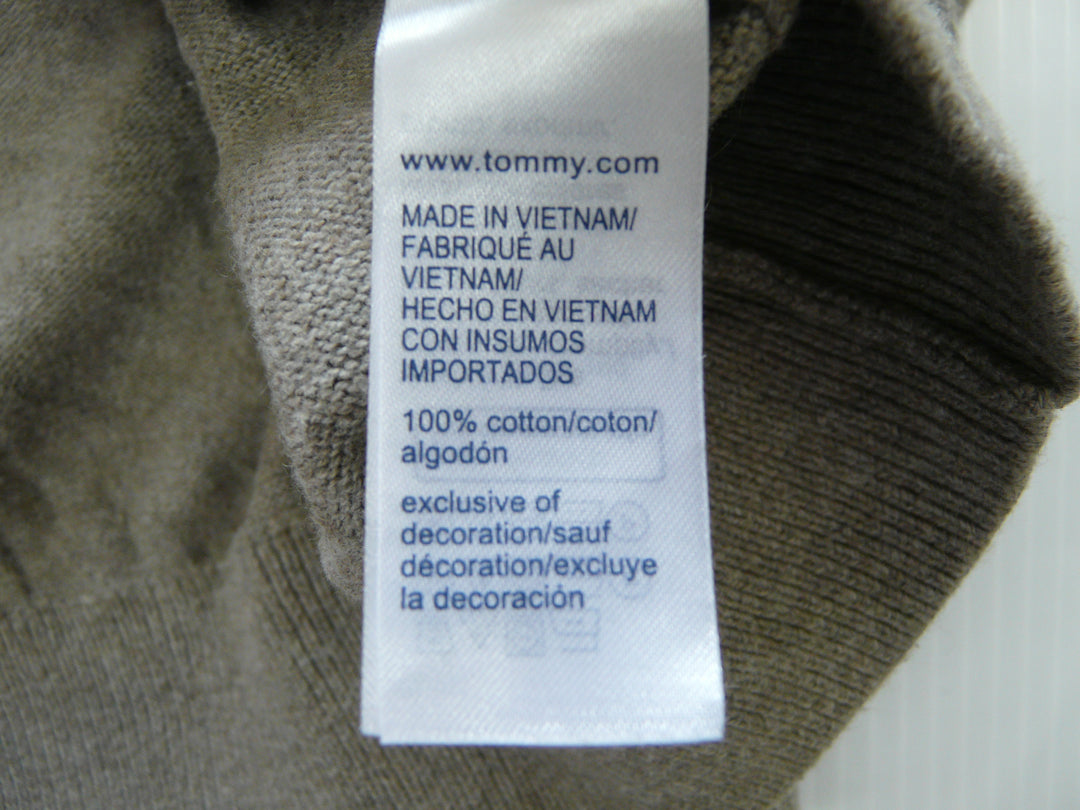 www.tommy.com
MADE IN VIETNAM/
FABRIQUÉ AU
VIETNAM/
HECHO EN VIETNAM
CON INSUMOS
IMPORTADOS
100% cotton/coton/
algodón
exclusive of
decoration/sauf
décoration/excluye
la decoración